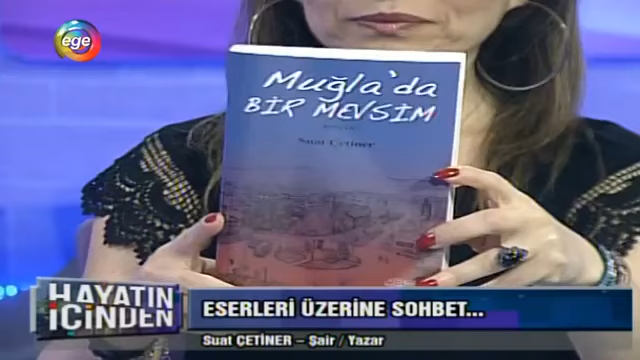 ege
Muğla'da
BİR MEVSİM
Suat Çetiner
HAYATIN
İÇİNDEN
ESERLERİ ÜZERİNE SOHBET...
Suat ÇETİNER – Şair / Yazar